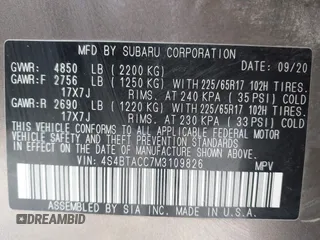 MFD BY SUBARU CORPORATION DATE: 09/20
GVWR: 4850 LB (2200 KG)
GAWR:F 2756 LB (1250 KG) WITH 225/65R17 102H TIRES.
17X7J RIMS. AT 240 KPA ( 35 PSI) COLD
GAWR:R 2690 LB (1220 KG) WITH 225/65R17 102H TIRES.
17X7J RIMS. AT 230 KPA ( 33 PSI) COLD
THIS VEHICLE CONFORMS TO ALL APPLICABLE FEDERAL MOTOR
VEHICLE SAFETY STANDARDS IN EFFECT ON THE DATE OF
MANUFACTURE SHOWN ABOVE.
VIN: 4S4BTACC7M3109826 MPV
ASSEMBLED BY SIA INC. MADE IN U.S.A.
DREAMBID